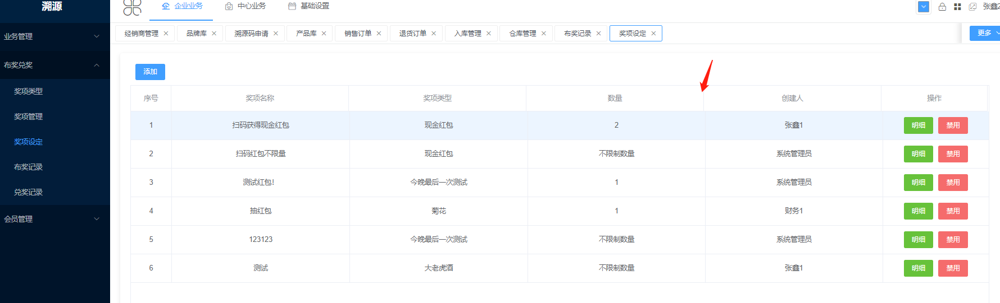 溯源
企业业务 中心业务 基础设置 张鑫2
业务管理
经销商管理 品牌库 溯源码申请 产品库 销售订单 退货订单 入库管理 仓库管理 布奖记录 奖项设定 更多
布奖兑奖
奖项类型
奖项管理
奖项设定
布奖记录
兑奖记录
会员管理
添加
序号 奖项名称 奖项类型 数量 创建人 操作
1 扫码获得现金红包 现金红包 2 张鑫1 明细 禁用
2 扫码红包不限量 现金红包 不限制数量 系统管理员 明细 禁用
3 测试红包! 今晚最后一次测试 1 系统管理员 明细 禁用
4 抽红包 菊花 1 财务1 明细 禁用
5 123123 今晚最后一次测试 不限制数量 系统管理员 明细 禁用
6 测试 大老虎酒 不限制数量 张鑫1 明细 禁用